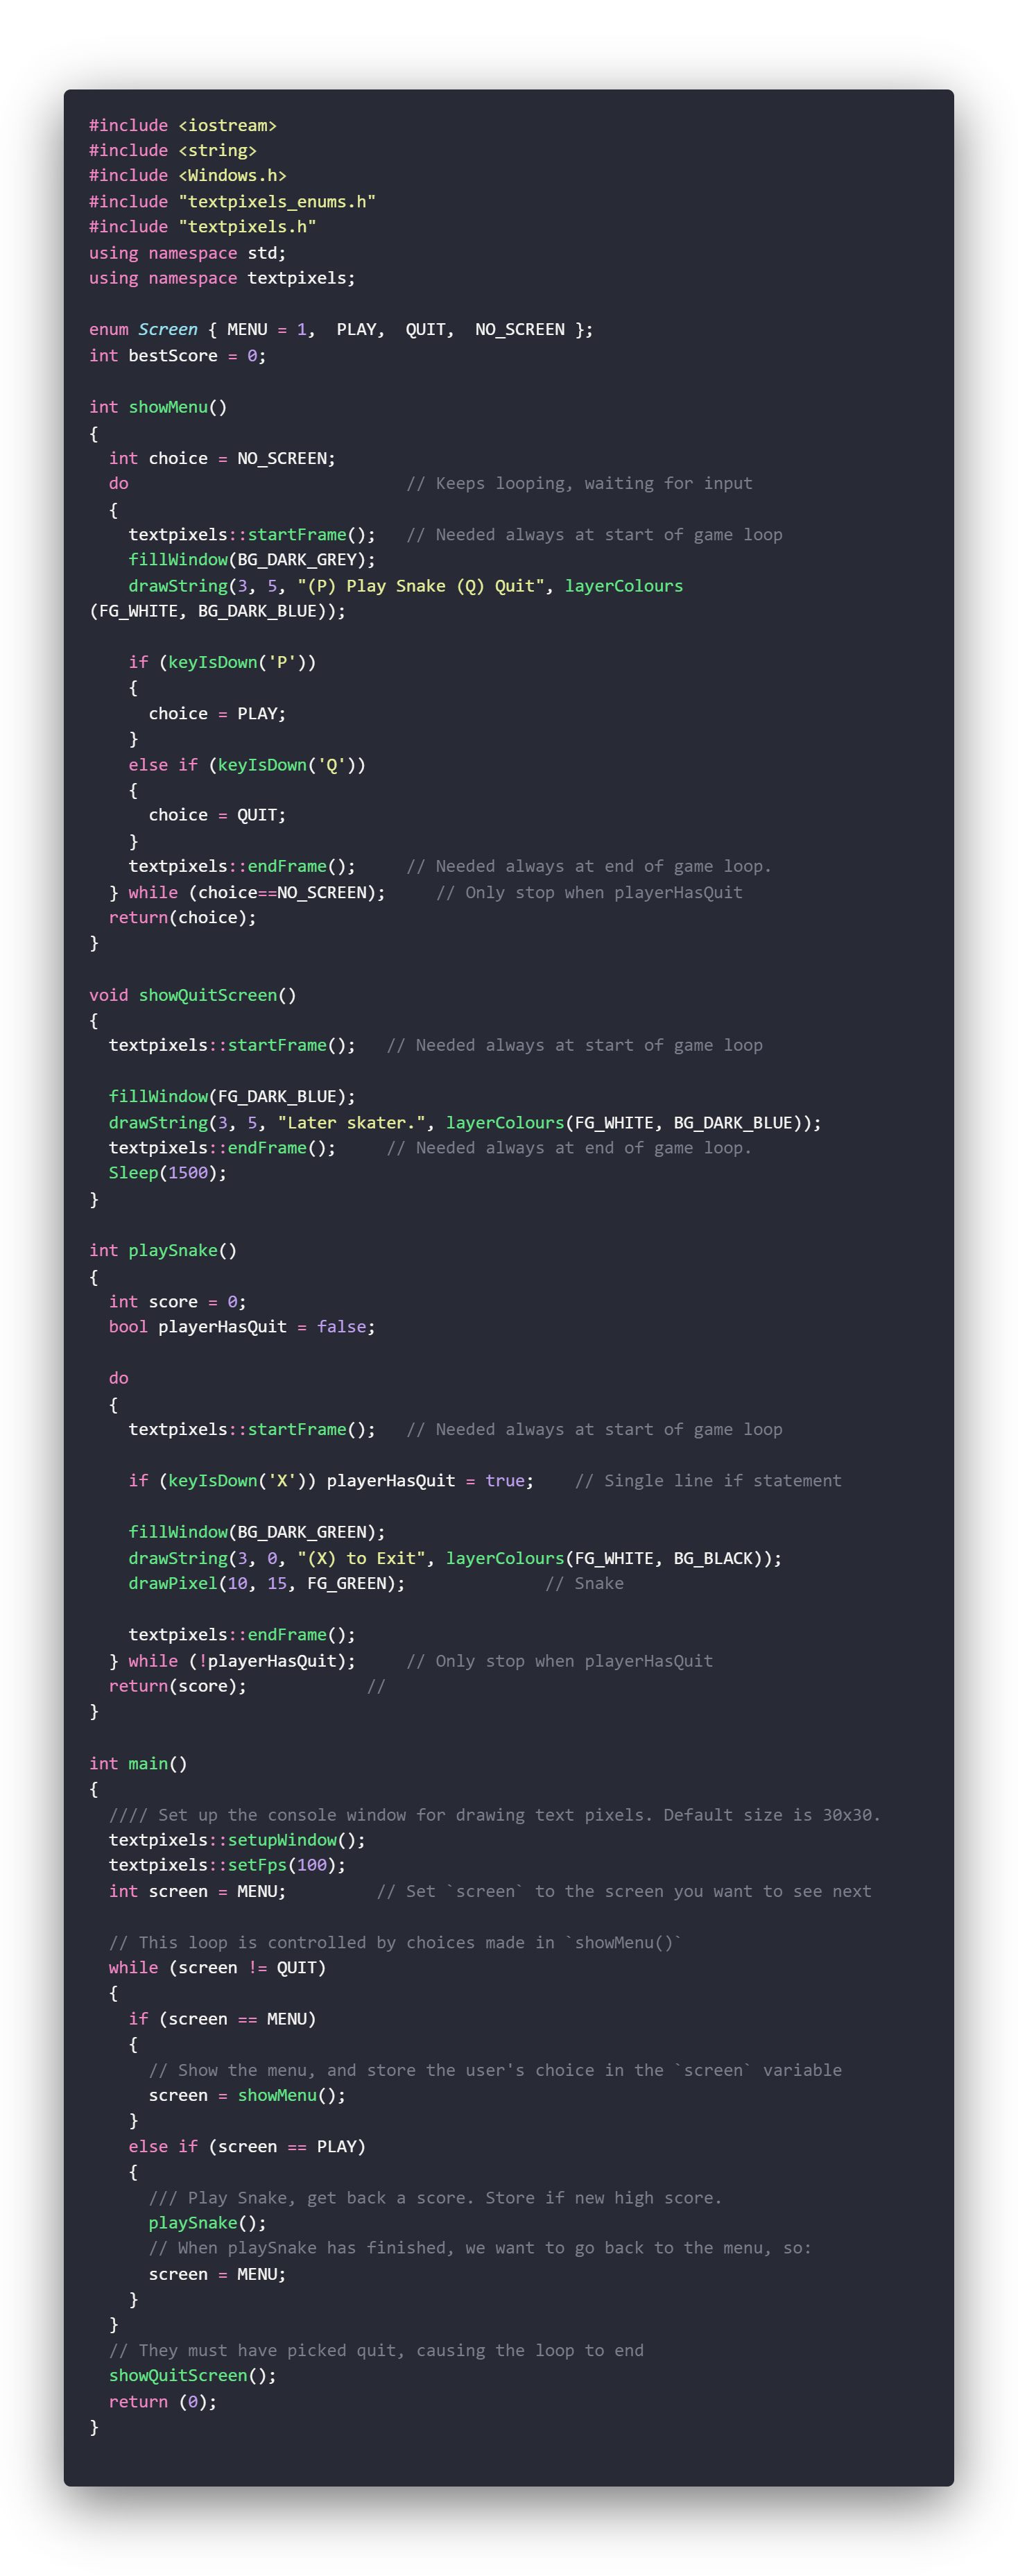 #include <iostream>
#include <string>
#include <Windows.h>
#include "textpixels_enums.h"
#include "textpixels.h"
using namespace std;
using namespace textpixels;

enum Screen { MENU = 1,  PLAY,  QUIT,  NO_SCREEN };
int bestScore = 0;

int showMenu()
{
  int choice = NO_SCREEN;
  do                            // Keeps looping, waiting for input
  {
    textpixels::startFrame();   // Needed always at start of game loop
    fillWindow(BG_DARK_GREY);
    drawString(3, 5, "(P) Play Snake (Q) Quit", layerColours
(FG_WHITE, BG_DARK_BLUE));

    if (keyIsDown('P'))
    {
      choice = PLAY;
    }
    else if (keyIsDown('Q'))
    {
      choice = QUIT;
    }
    textpixels::endFrame();     // Needed always at end of game loop.
  } while (choice==NO_SCREEN);     // Only stop when playerHasQuit
  return(choice);
}

void showQuitScreen()
{
  textpixels::startFrame();   // Needed always at start of game loop

  fillWindow(FG_DARK_BLUE);
  drawString(3, 5, "Later skater.", layerColours(FG_WHITE, BG_DARK_BLUE));
  textpixels::endFrame();     // Needed always at end of game loop.
  Sleep(1500);
}

int playSnake()
{
  int score = 0;
  bool playerHasQuit = false;

  do
  {
    textpixels::startFrame();   // Needed always at start of game loop

    if (keyIsDown('X')) playerHasQuit = true;    // Single line if statement

    fillWindow(BG_DARK_GREEN);
    drawString(3, 0, "(X) to Exit", layerColours(FG_WHITE, BG_BLACK));
    drawPixel(10, 15, FG_GREEN);              // Snake

    textpixels::endFrame();
  } while (!playerHasQuit);     // Only stop when playerHasQuit
  return(score);            //
}

int main()
{
  //// Set up the console window for drawing text pixels. Default size is 30x30.
  textpixels::setupWindow();
  textpixels::setFps(100);
  int screen = MENU;         // Set `screen` to the screen you want to see next

  // This loop is controlled by choices made in `showMenu()`
  while (screen != QUIT)
  {
    if (screen == MENU)
    {
      // Show the menu, and store the user's choice in the `screen` variable
      screen = showMenu();
    }
    else if (screen == PLAY)
    {
      /// Play Snake, get back a score. Store if new high score.
      playSnake();
      // When playSnake has finished, we want to go back to the menu, so:
      screen = MENU;
    }
  }
  // They must have picked quit, causing the loop to end
  showQuitScreen();
  return (0);
}